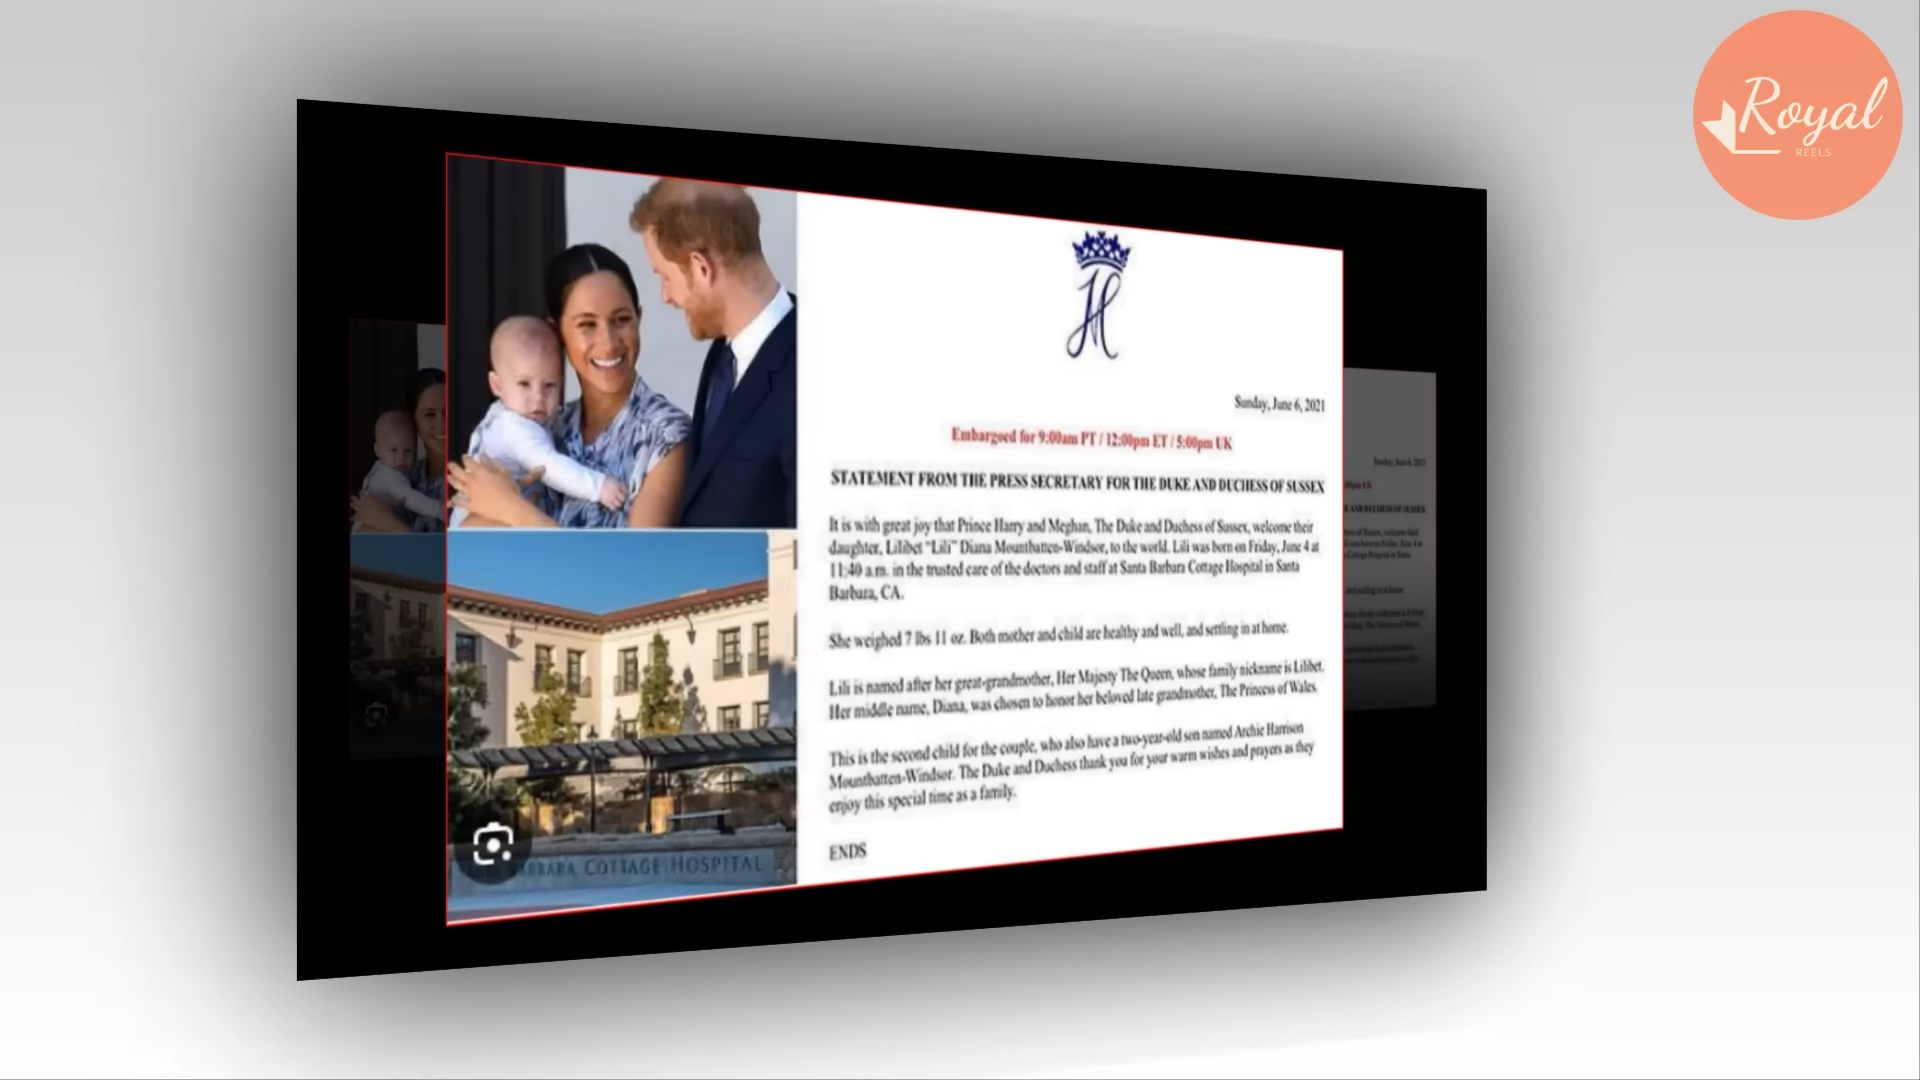 Royal
REELS
Sunday, June 6, 2021
Embargoed for 9:00am PT / 12:00pm ET / 5:00pm UK
STATEMENT FROM THE PRESS SECRETARY FOR THE DUKE AND DUCHESS OF SUSSEX
It is with great joy that Prince Harry and Meghan, The Duke and Duchess of Sussex, welcome their
daughter, Lilibet “Lili” Diana Mountbatten-Windsor, to the world. Lili was born on Friday, June 4 at
11:40 a.m. in the trusted care of the doctors and staff at Santa Barbara Cottage Hospital in Santa
Barbara, CA.
She weighed 7 lbs 11 oz. Both mother and child are healthy and well, and settling in at home.
Lili is named after her great-grandmother, Her Majesty The Queen, whose family nickname is Lilibet.
Her middle name, Diana, was chosen to honor her beloved late grandmother, The Princess of Wales.
This is the second child for the couple, who also have a two-year-old son named Archie Harrison
Mountbatten-Windsor. The Duke and Duchess thank you for your warm wishes and prayers as they
enjoy this special time as a family.
ENDS
COTTAGE HOSPITAL